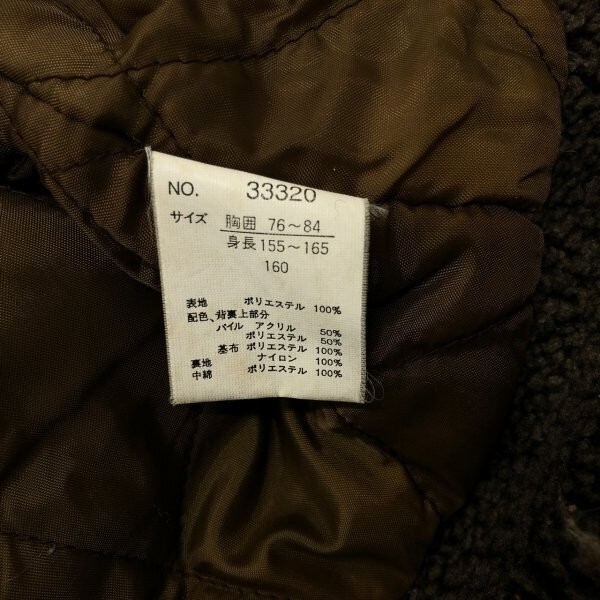 NO. 33320
サイズ 胸囲 76〜84
身長 155〜165
160
表地 ポリエステル 100%
配色、背裏上部分
パイル アクリル 50%
ポリエステル 50%
基布 ポリエステル 100%
裏地 ナイロン 100%
中綿 ポリエステル 100%